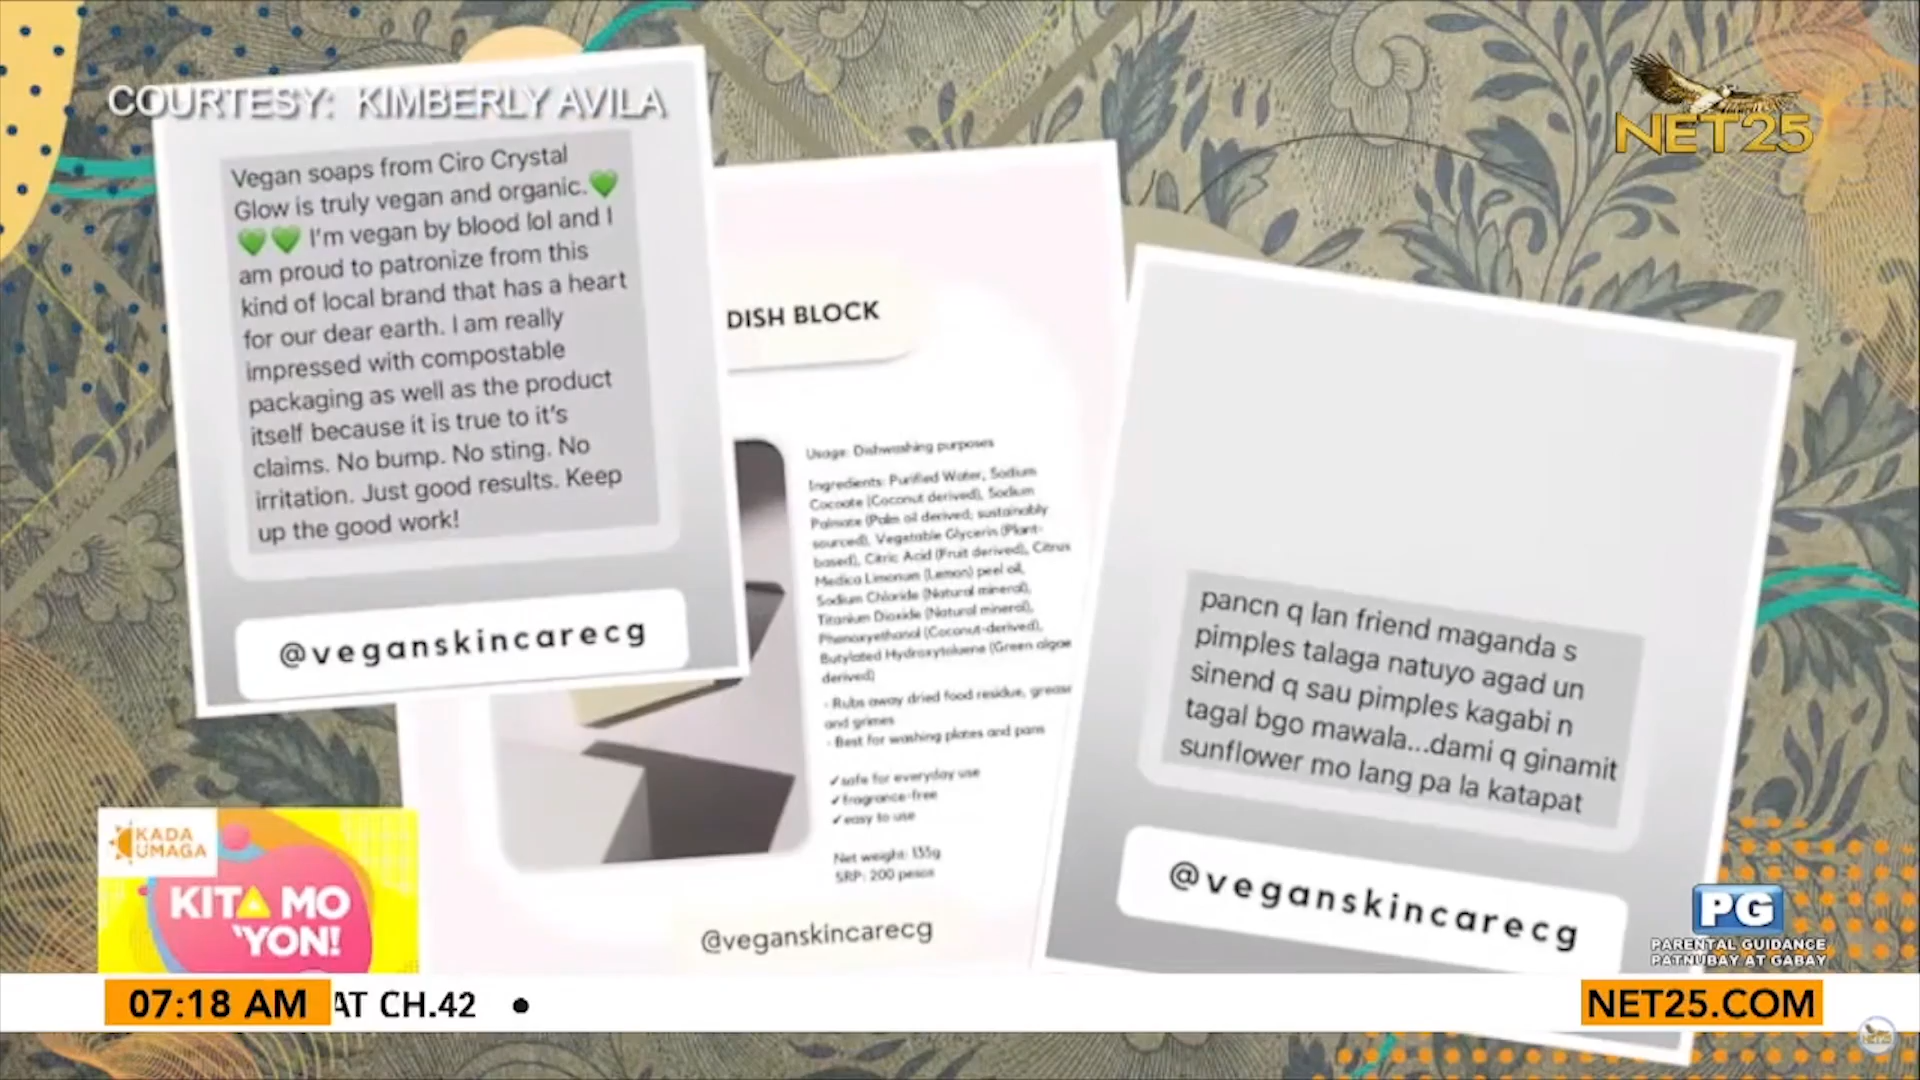 COURTESY: KIMBERLY AVILA
Vegan soaps from Ciro Crystal
Glow is truly vegan and organic.💚
💚💚 I'm vegan by blood lol and I
am proud to patronize from this
kind of local brand that has a heart
for our dear earth. I am really
impressed with compostable
packaging as well as the product
itself because it is true to it's
claims. No bump. No sting. No
irritation. Just good results. Keep
up the good work!
@veganskincarecg
DISH BLOCK
Usage: Dishwashing purposes
Ingredients: Purified Water, Sodium
Cocoate (Coconut derived), Sodium
Palmate (Palm oil derived; sustainably
sourced), Vegetable Glycerin (Plant-
based), Citric Acid (Fruit derived), Citrus
Medica Limonum (Lemon) peel oil,
Sodium Chloride (Natural mineral),
Titanium Dioxide (Natural mineral),
Phenoxyethanol (Coconut-derived),
Butylated Hydroxytoluene (Green algae
derived)
- Rubs away dried food residue, grease
and grimes
- Best for washing plates and pans
✓safe for everyday use
✓fragrance-free
✓easy to use
Net weight: 135g
SRP: 200 pesos
@veganskincarecg
pancn q lan friend maganda s
pimples talaga natuyo agad un
sinend q sau pimples kagabi n
tagal bgo mawala...dami q ginamit
sunflower mo lang pa la katapat
@veganskincarecg
NET25
KADA
UMAGA
KITA MO
'YON!
PG
PARENTAL GUIDANCE
PATNUBAY AT GABAY
07:18 AM
AT CH.42 •
NET25.COM